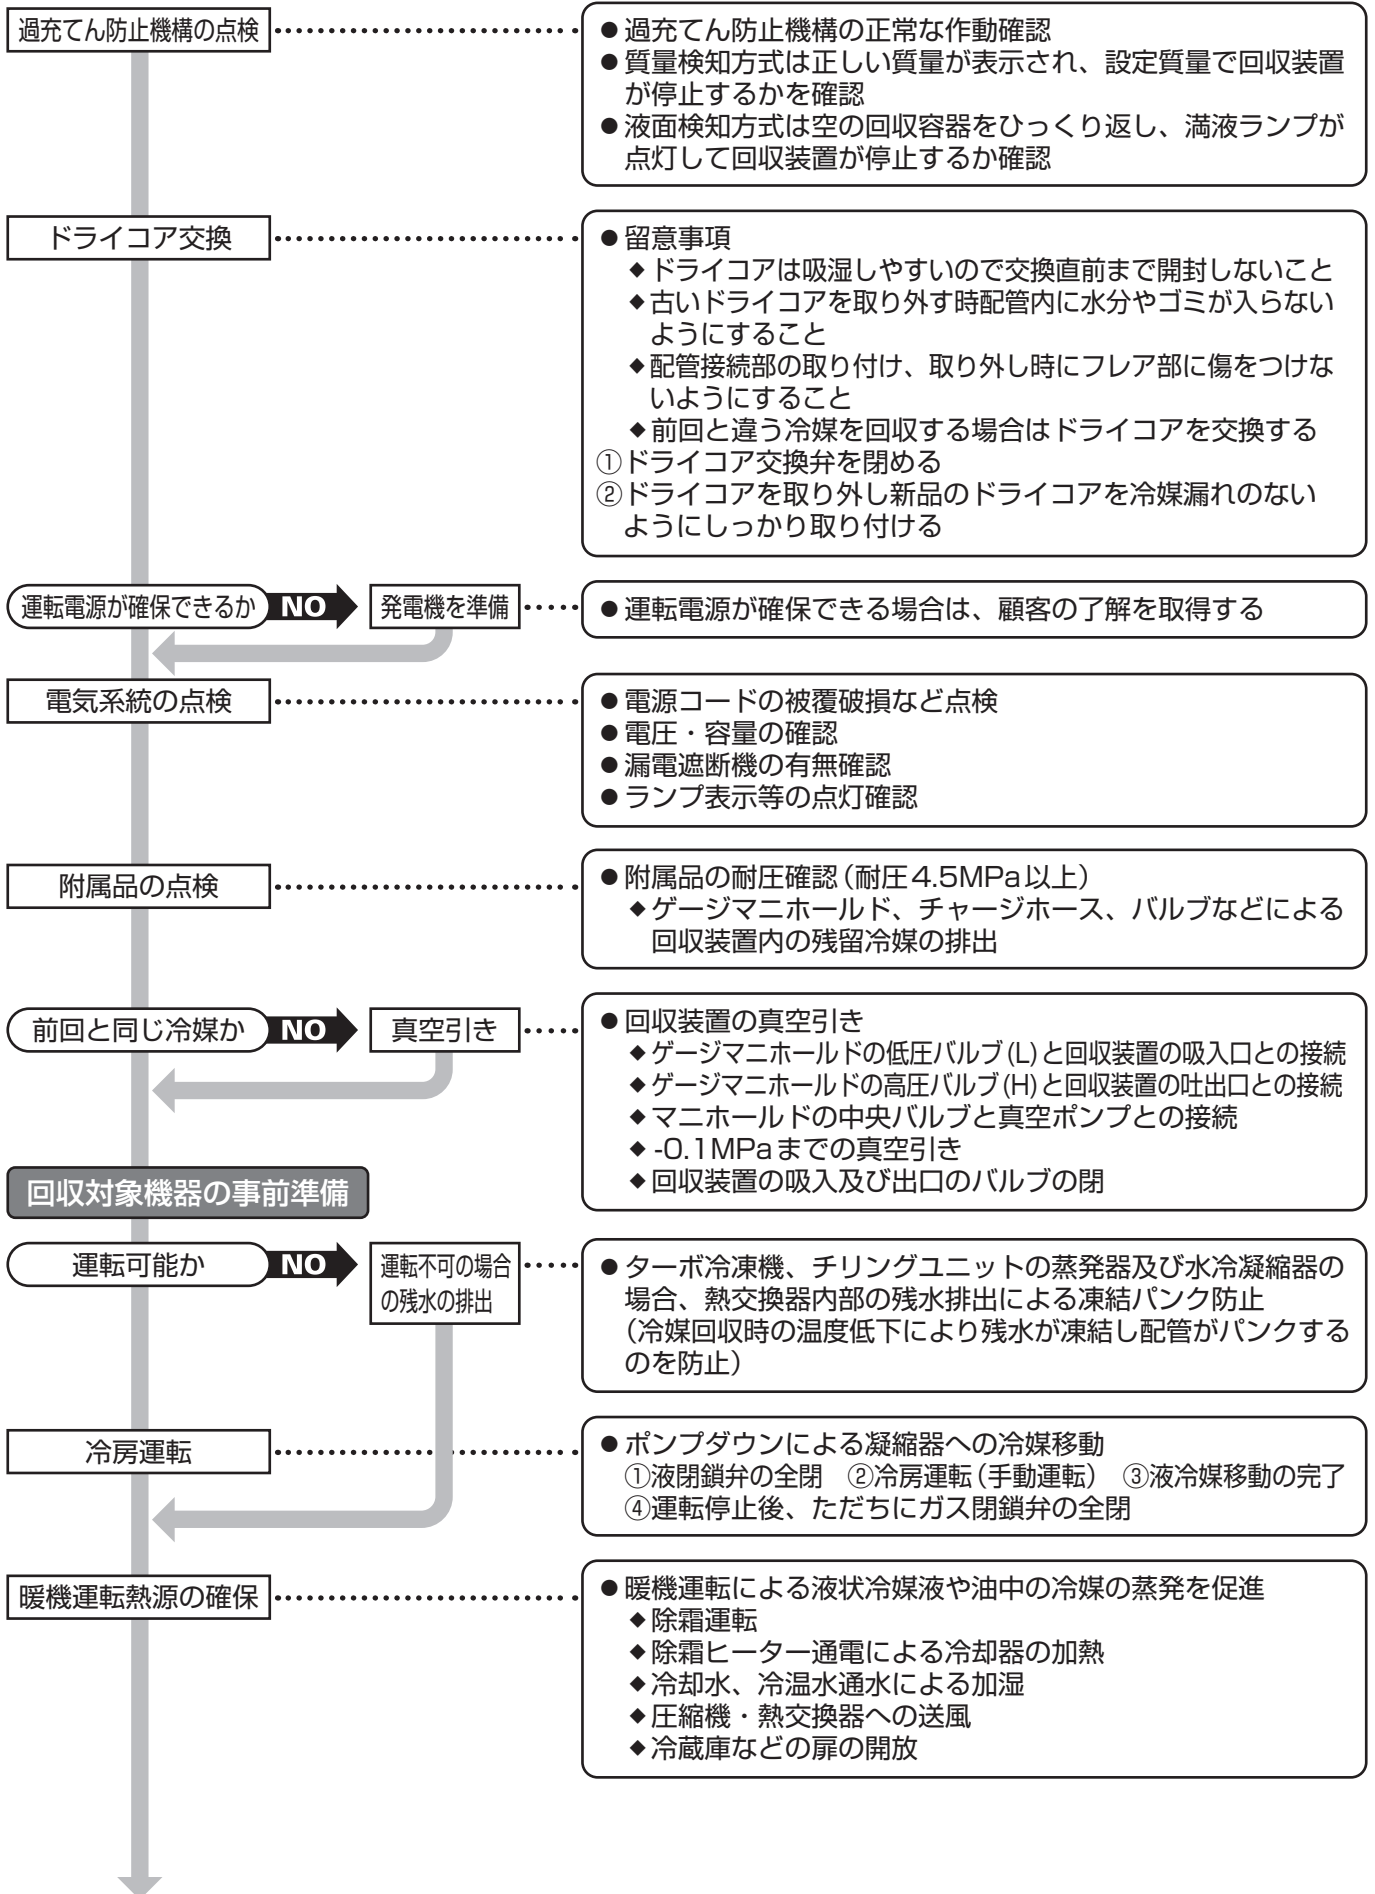 過充てん防止機構の点検
●過充てん防止機構の正常な作動確認
●質量検知方式は正しい質量が表示され、設定質量で回収装置
が停止するかを確認
●液面検知方式は空の回収容器をひっくり返し、満液ランプが
点灯して回収装置が停止するか確認
ドライコア交換
●留意事項
◆ドライコアは吸湿しやすいので交換直前まで開封しないこと
◆古いドライコアを取り外す時配管内に水分やゴミが入らない
ようにすること
◆配管接続部の取り付け、取り外し時にフレア部に傷をつけな
いようにすること
◆前回と違う冷媒を回収する場合はドライコアを交換する
①ドライコア交換弁を閉める
②ドライコアを取り外し新品のドライコアを冷媒漏れのない
ようにしっかり取り付ける
運転電源が確保できるか NO 発電機を準備
●運転電源が確保できる場合は、顧客の了解を取得する
電気系統の点検
●電源コードの被覆破損など点検
●電圧・容量の確認
●漏電遮断機の有無確認
●ランプ表示等の点灯確認
附属品の点検
●附属品の耐圧確認（耐圧4.5MPa以上）
◆ゲージマニホールド、チャージホース、バルブなどによる
回収装置内の残留冷媒の排出
前回と同じ冷媒か NO 真空引き
●回収装置の真空引き
◆ゲージマニホールドの低圧バルブ(L)と回収装置の吸入口との接続
◆ゲージマニホールドの高圧バルブ(H)と回収装置の吐出口との接続
◆マニホールドの中央バルブと真空ポンプとの接続
◆-0.1MPaまでの真空引き
◆回収装置の吸入及び出口のバルブの閉
回収対象機器の事前準備
運転可能か NO 運転不可の場合
の残水の排出
●ターボ冷凍機、チリングユニットの蒸発器及び水冷凝縮器の
場合、熱交換器内部の残水排出による凍結パンク防止
（冷媒回収時の温度低下により残水が凍結し配管がパンクする
のを防止）
冷房運転
●ポンプダウンによる凝縮器への冷媒移動
①液閉鎖弁の全閉 ②冷房運転（手動運転） ③液冷媒移動の完了
④運転停止後、ただちにガス閉鎖弁の全閉
暖機運転熱源の確保
●暖機運転による液状冷媒液や油中の冷媒の蒸発を促進
◆除霜運転
◆除霜ヒーター通電による冷却器の加熱
◆冷却水、冷温水通水による加湿
◆圧縮機・熱交換器への送風
◆冷蔵庫などの扉の開放